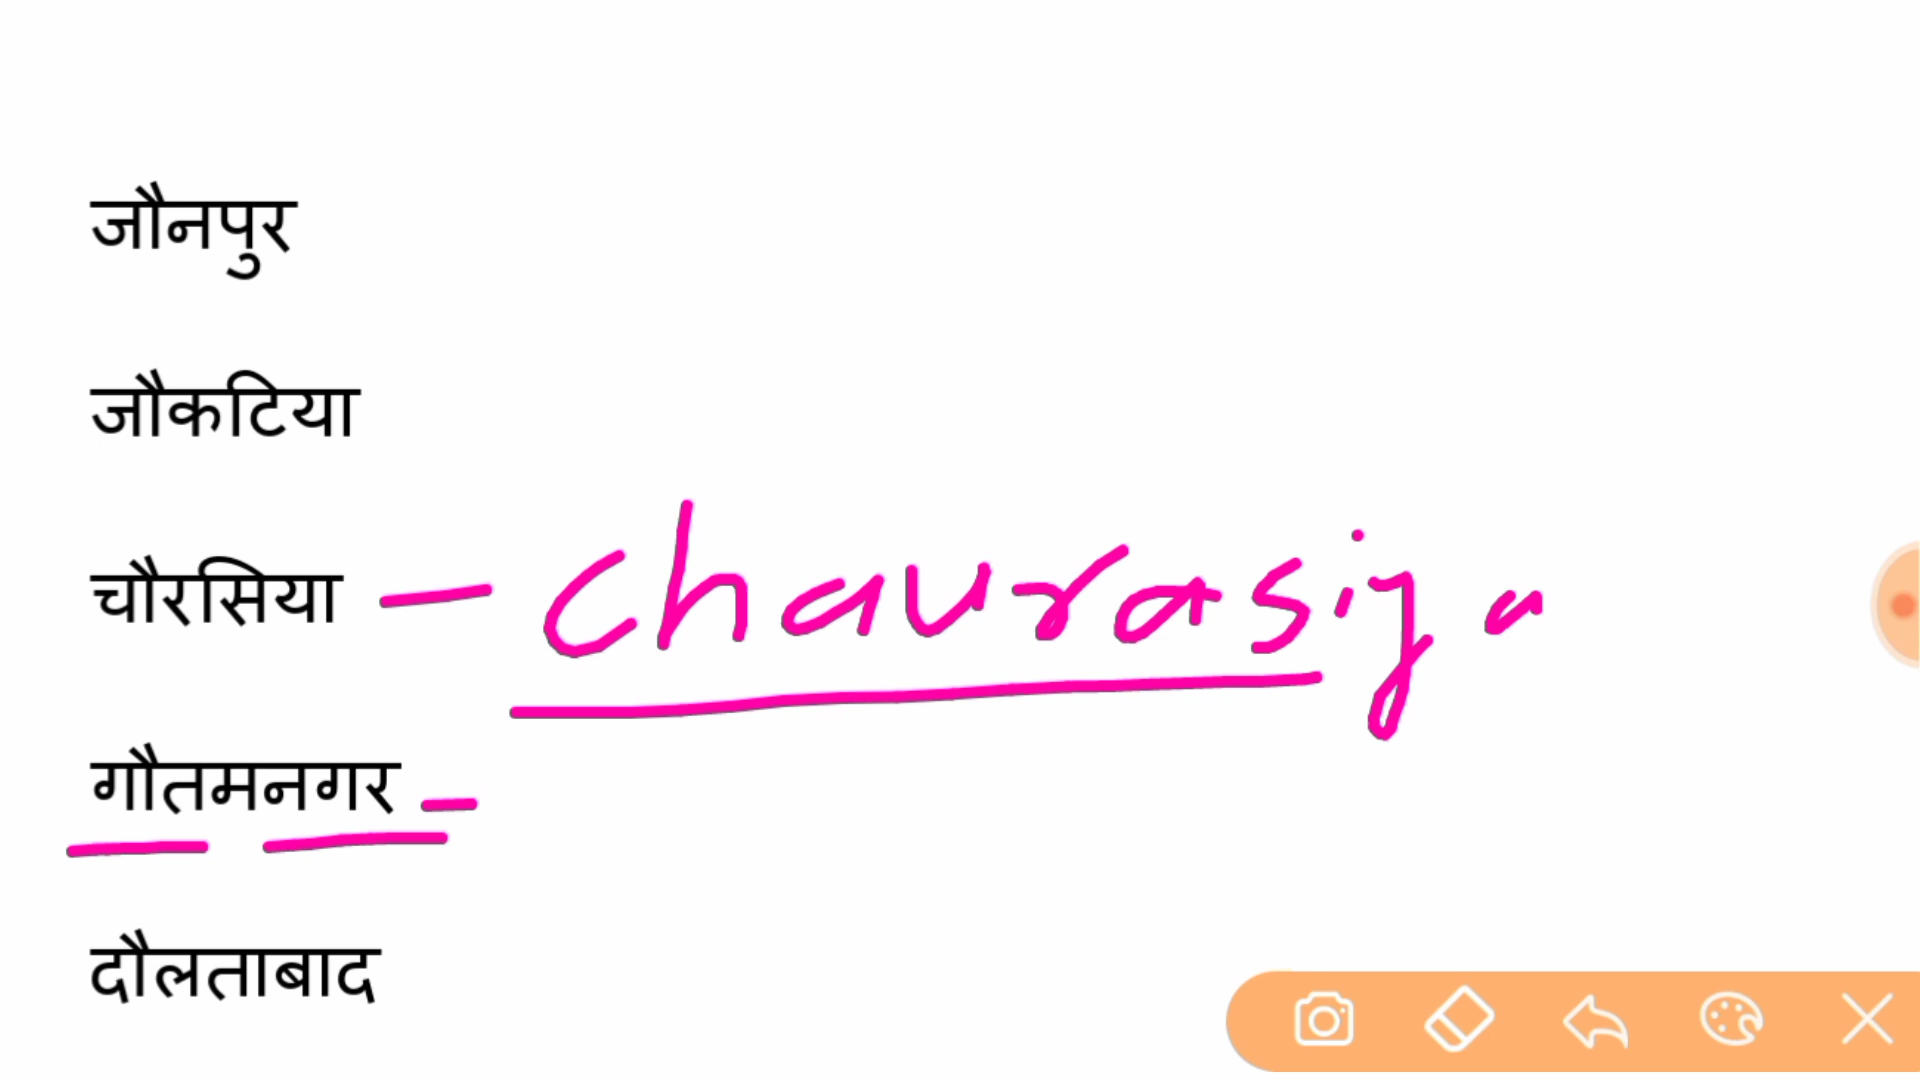 जौनपुर
जौकटिया
चौरसिया – Chaurasiya
गौतमनगर –
दौलताबाद